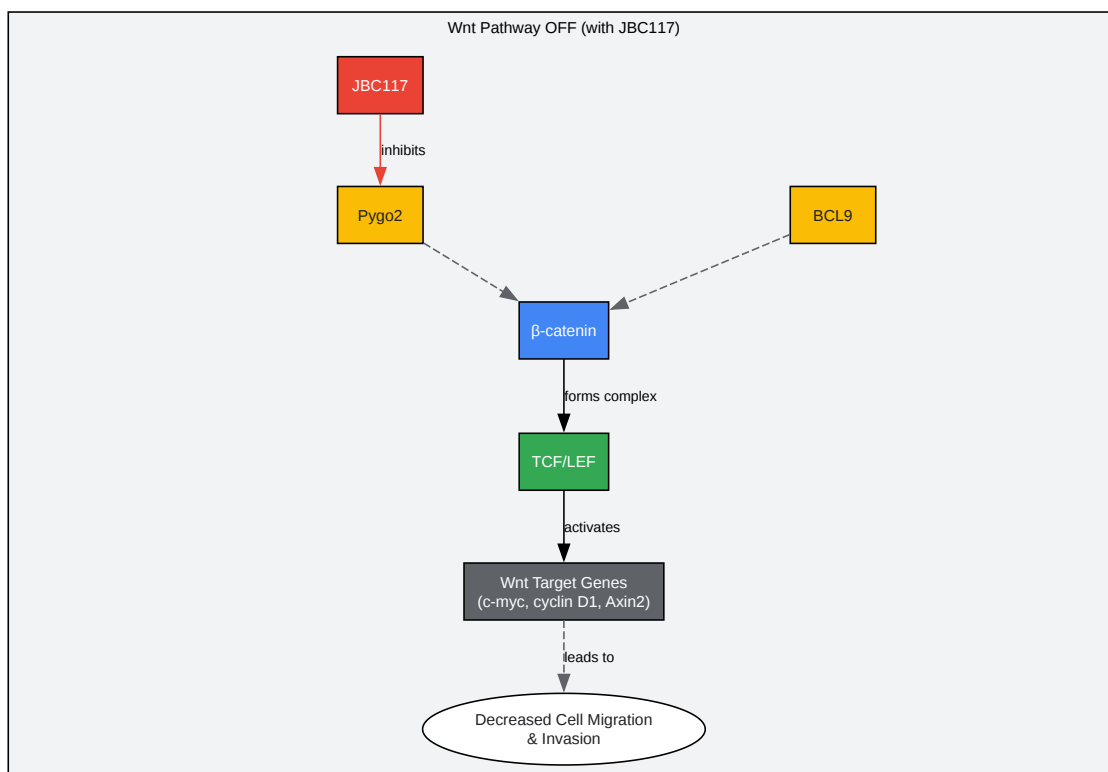 Wnt Pathway OFF (with JBC117)
JBC117
inhibits
Pygo2
BCL9
β-catenin
forms complex
TCF/LEF
activates
Wnt Target Genes
(c-myc, cyclin D1, Axin2)
leads to
Decreased Cell Migration
& Invasion